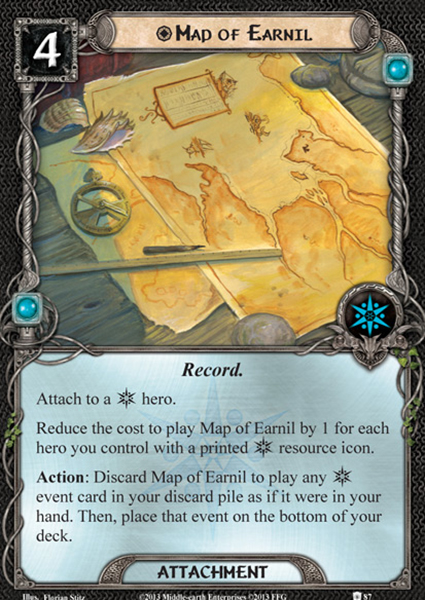 4
Map of Earnil
Record.
Attach to a hero.
Reduce the cost to play Map of Earnil by 1 for each
hero you control with a printed resource icon.
Action: Discard Map of Earnil to play any
event card in your discard pile as if it were in your
hand. Then, place that event on the bottom of your
deck.
ATTACHMENT
Illus. Florian Stitz ©2013 Middle-earth Enterprises ©2013 FFG 87